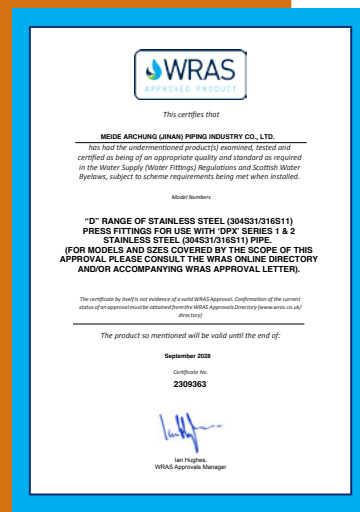 WRAS
APPROVED PRODUCT
This certifies that
MEIDE ARCHUNG (JINAN) PIPING INDUSTRY CO., LTD.
has had the undermentioned product(s) examined, tested and
certified as being of an appropriate quality and standard as required
in the Water Supply (Water Fittings) Regulations and Scottish Water
Byelaws, subject to scheme requirements being met when installed.
Model Numbers
“D” RANGE OF STAINLESS STEEL (304S31/316S11)
PRESS FITTINGS FOR USE WITH ‘DPX’ SERIES 1 & 2
STAINLESS STEEL (304S31/316S11) PIPE.
(FOR MODELS AND SZES COVERED BY THE SCOPE OF THIS
APPROVAL PLEASE CONSULT THE WRAS ONLINE DIRECTORY
AND/OR ACCOMPANYING WRAS APPROVAL LETTER).
The certificate by itself is not evidence of a valid WRAS Approval. Confirmation of the current
status of an approval must be obtained from the WRAS Approvals Directory (www.wras.co.uk/
directory)
The product so mentioned will be valid until the end of:
September 2028
Certificate No.
2309363
Ian Hughes,
WRAS Approvals Manager